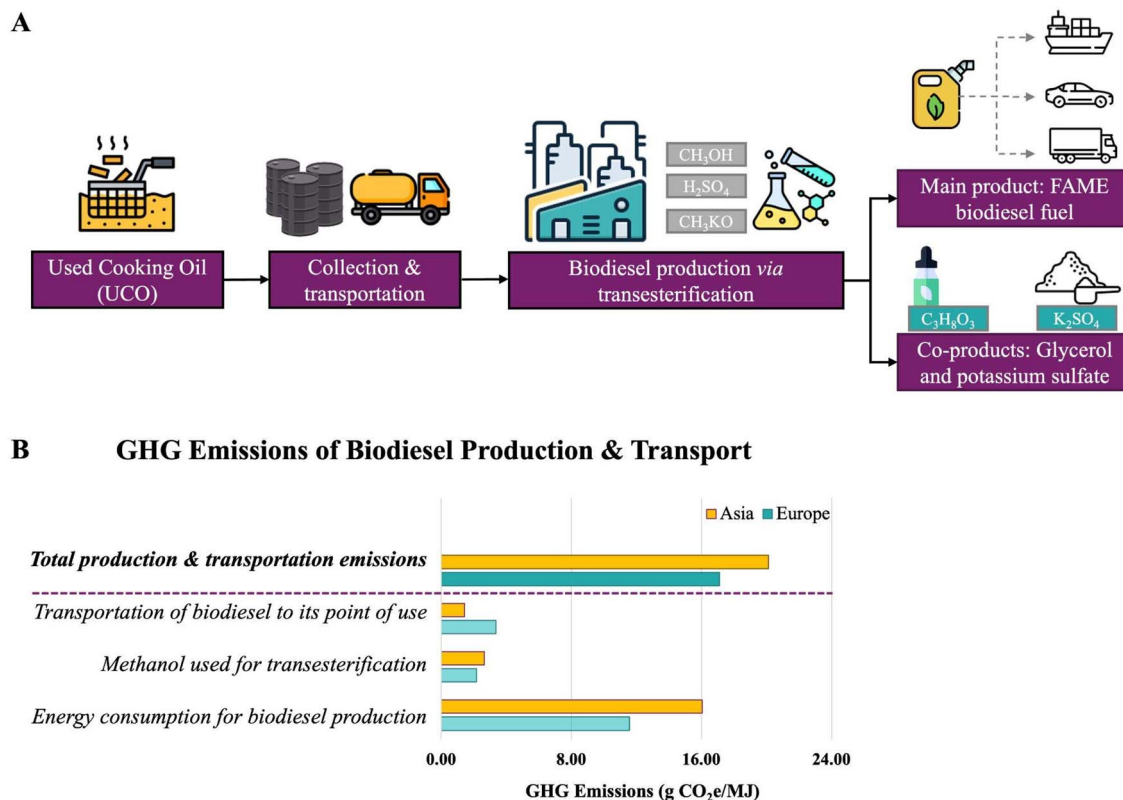 A
CH₃OH
H₂SO₄
CH₃KO
Used Cooking Oil
(UCO)
Collection &
transportation
Biodiesel production via
transesterification
Main product: FAME
biodiesel fuel
C₃H₈O₃
K₂SO₄
Co-products: Glycerol
and potassium sulfate
B
GHG Emissions of Biodiesel Production & Transport
Asia Europe
Total production & transportation emissions
Transportation of biodiesel to its point of use
Methanol used for transesterification
Energy consumption for biodiesel production
0.00 8.00 16.00 24.00
GHG Emissions (g CO₂e/MJ)